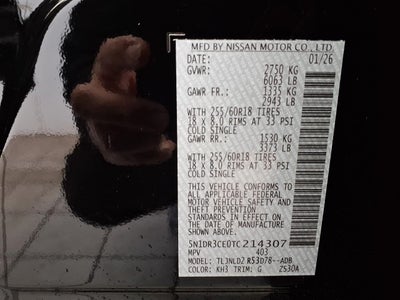 MFD BY NISSAN MOTOR CO., LTD.
DATE: 01/26
GVWR: 2750 KG
6063 LB
GAWR FR.: 1335 KG
2943 LB
WITH 255/60R18 TIRES
18 x 8.0 RIMS AT 33 PSI
COLD SINGLE
GAWR RR.: 1530 KG
3373 LB
WITH 255/60R18 TIRES
18 x 8.0 RIMS AT 33 PSI
COLD SINGLE
THIS VEHICLE CONFORMS TO
ALL APPLICABLE FEDERAL
MOTOR VEHICLE SAFETY AND
THEFT PREVENTION
STANDARDS IN EFFECT ON
THE DATE OF MANUFACTURE
SHOWN ABOVE.
5N1DR3CE0TC214307
MPV 403
MODEL: TLJNLDZ R53D78--ADB
COLOR: KH3 TRIM: G ZS30A